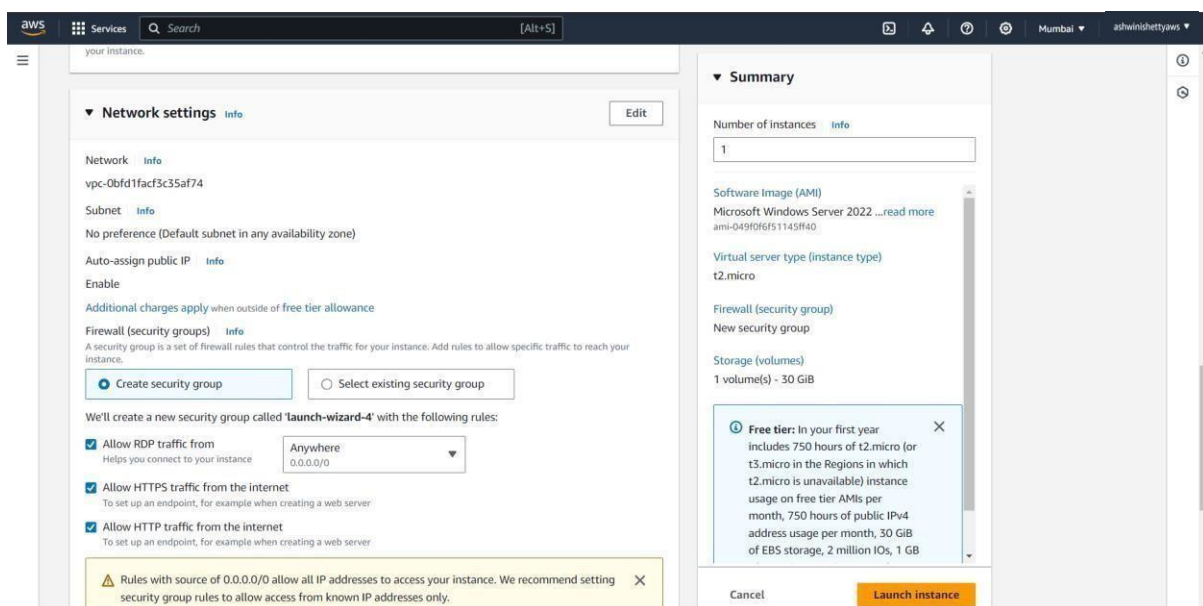 aws
Services
Search
[Alt+S]
Mumbai
ashwinishettyaws
your instance.
Network settings Info
Edit
Network Info
vpc-0bfd1facf3c35af74
Subnet Info
No preference (Default subnet in any availability zone)
Auto-assign public IP Info
Enable
Additional charges apply when outside of free tier allowance
Firewall (security groups) Info
A security group is a set of firewall rules that control the traffic for your instance. Add rules to allow specific traffic to reach your
instance.
Create security group
Select existing security group
We'll create a new security group called 'launch-wizard-4' with the following rules:
Allow RDP traffic from
Helps you connect to your instance
Anywhere
0.0.0.0/0
Allow HTTPS traffic from the internet
To set up an endpoint, for example when creating a web server
Allow HTTP traffic from the internet
To set up an endpoint, for example when creating a web server
Rules with source of 0.0.0.0/0 allow all IP addresses to access your instance. We recommend setting
security group rules to allow access from known IP addresses only.
Summary
Number of instances Info
1
Software Image (AMI)
Microsoft Windows Server 2022 ...read more
ami-049f0f6f51145ff40
Virtual server type (instance type)
t2.micro
Firewall (security group)
New security group
Storage (volumes)
1 volume(s) - 30 GiB
Free tier: In your first year
includes 750 hours of t2.micro (or
t3.micro in the Regions in which
t2.micro is unavailable) instance
usage on free tier AMIs per
month, 750 hours of public IPv4
address usage per month, 30 GiB
of EBS storage, 2 million IOs, 1 GB
Cancel
Launch instance